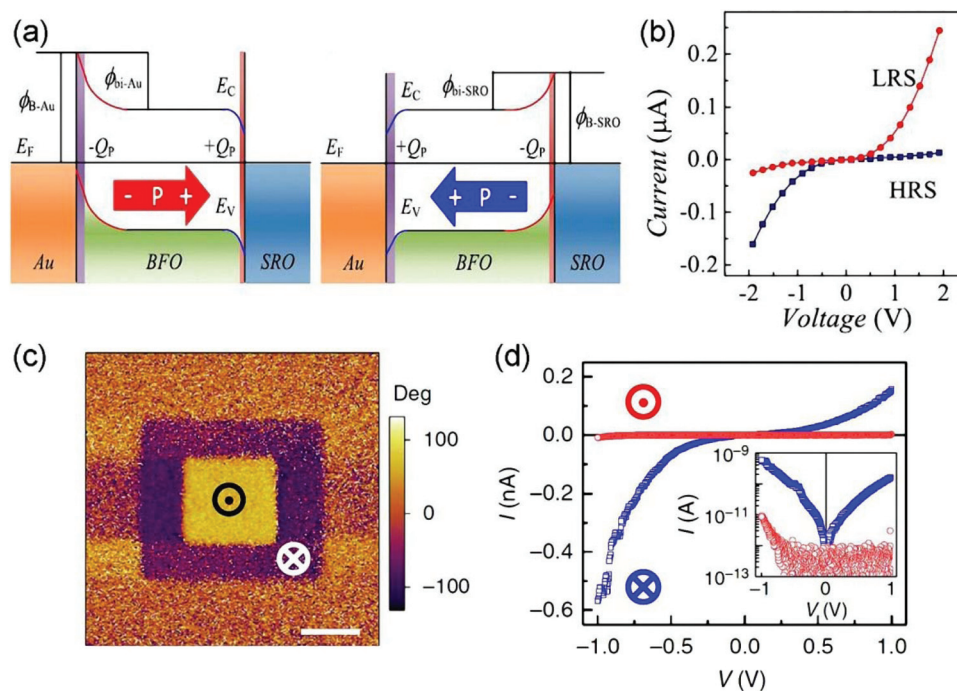 (a)
ϕB-Au
ϕbi-Au
EC
EF
-QP
+QP
- P +
EV
Au
BFO
SRO
EC
ϕbi-SRO
ϕB-SRO
EF
+QP
-QP
+ P -
EV
Au
BFO
SRO
(b)
Current (μA)
0.2
0.1
0.0
-0.1
-0.2
LRS
HRS
-2 -1 0 1 2
Voltage (V)
(c)
Deg
100
0
−100
(d)
I (nA)
0.2
0.0
−0.2
−0.4
−0.6
−1.0 −0.5 0.0 0.5 1.0
V (V)
I (A)
10−9
10−11
10−13
−1 0 1
V (V)